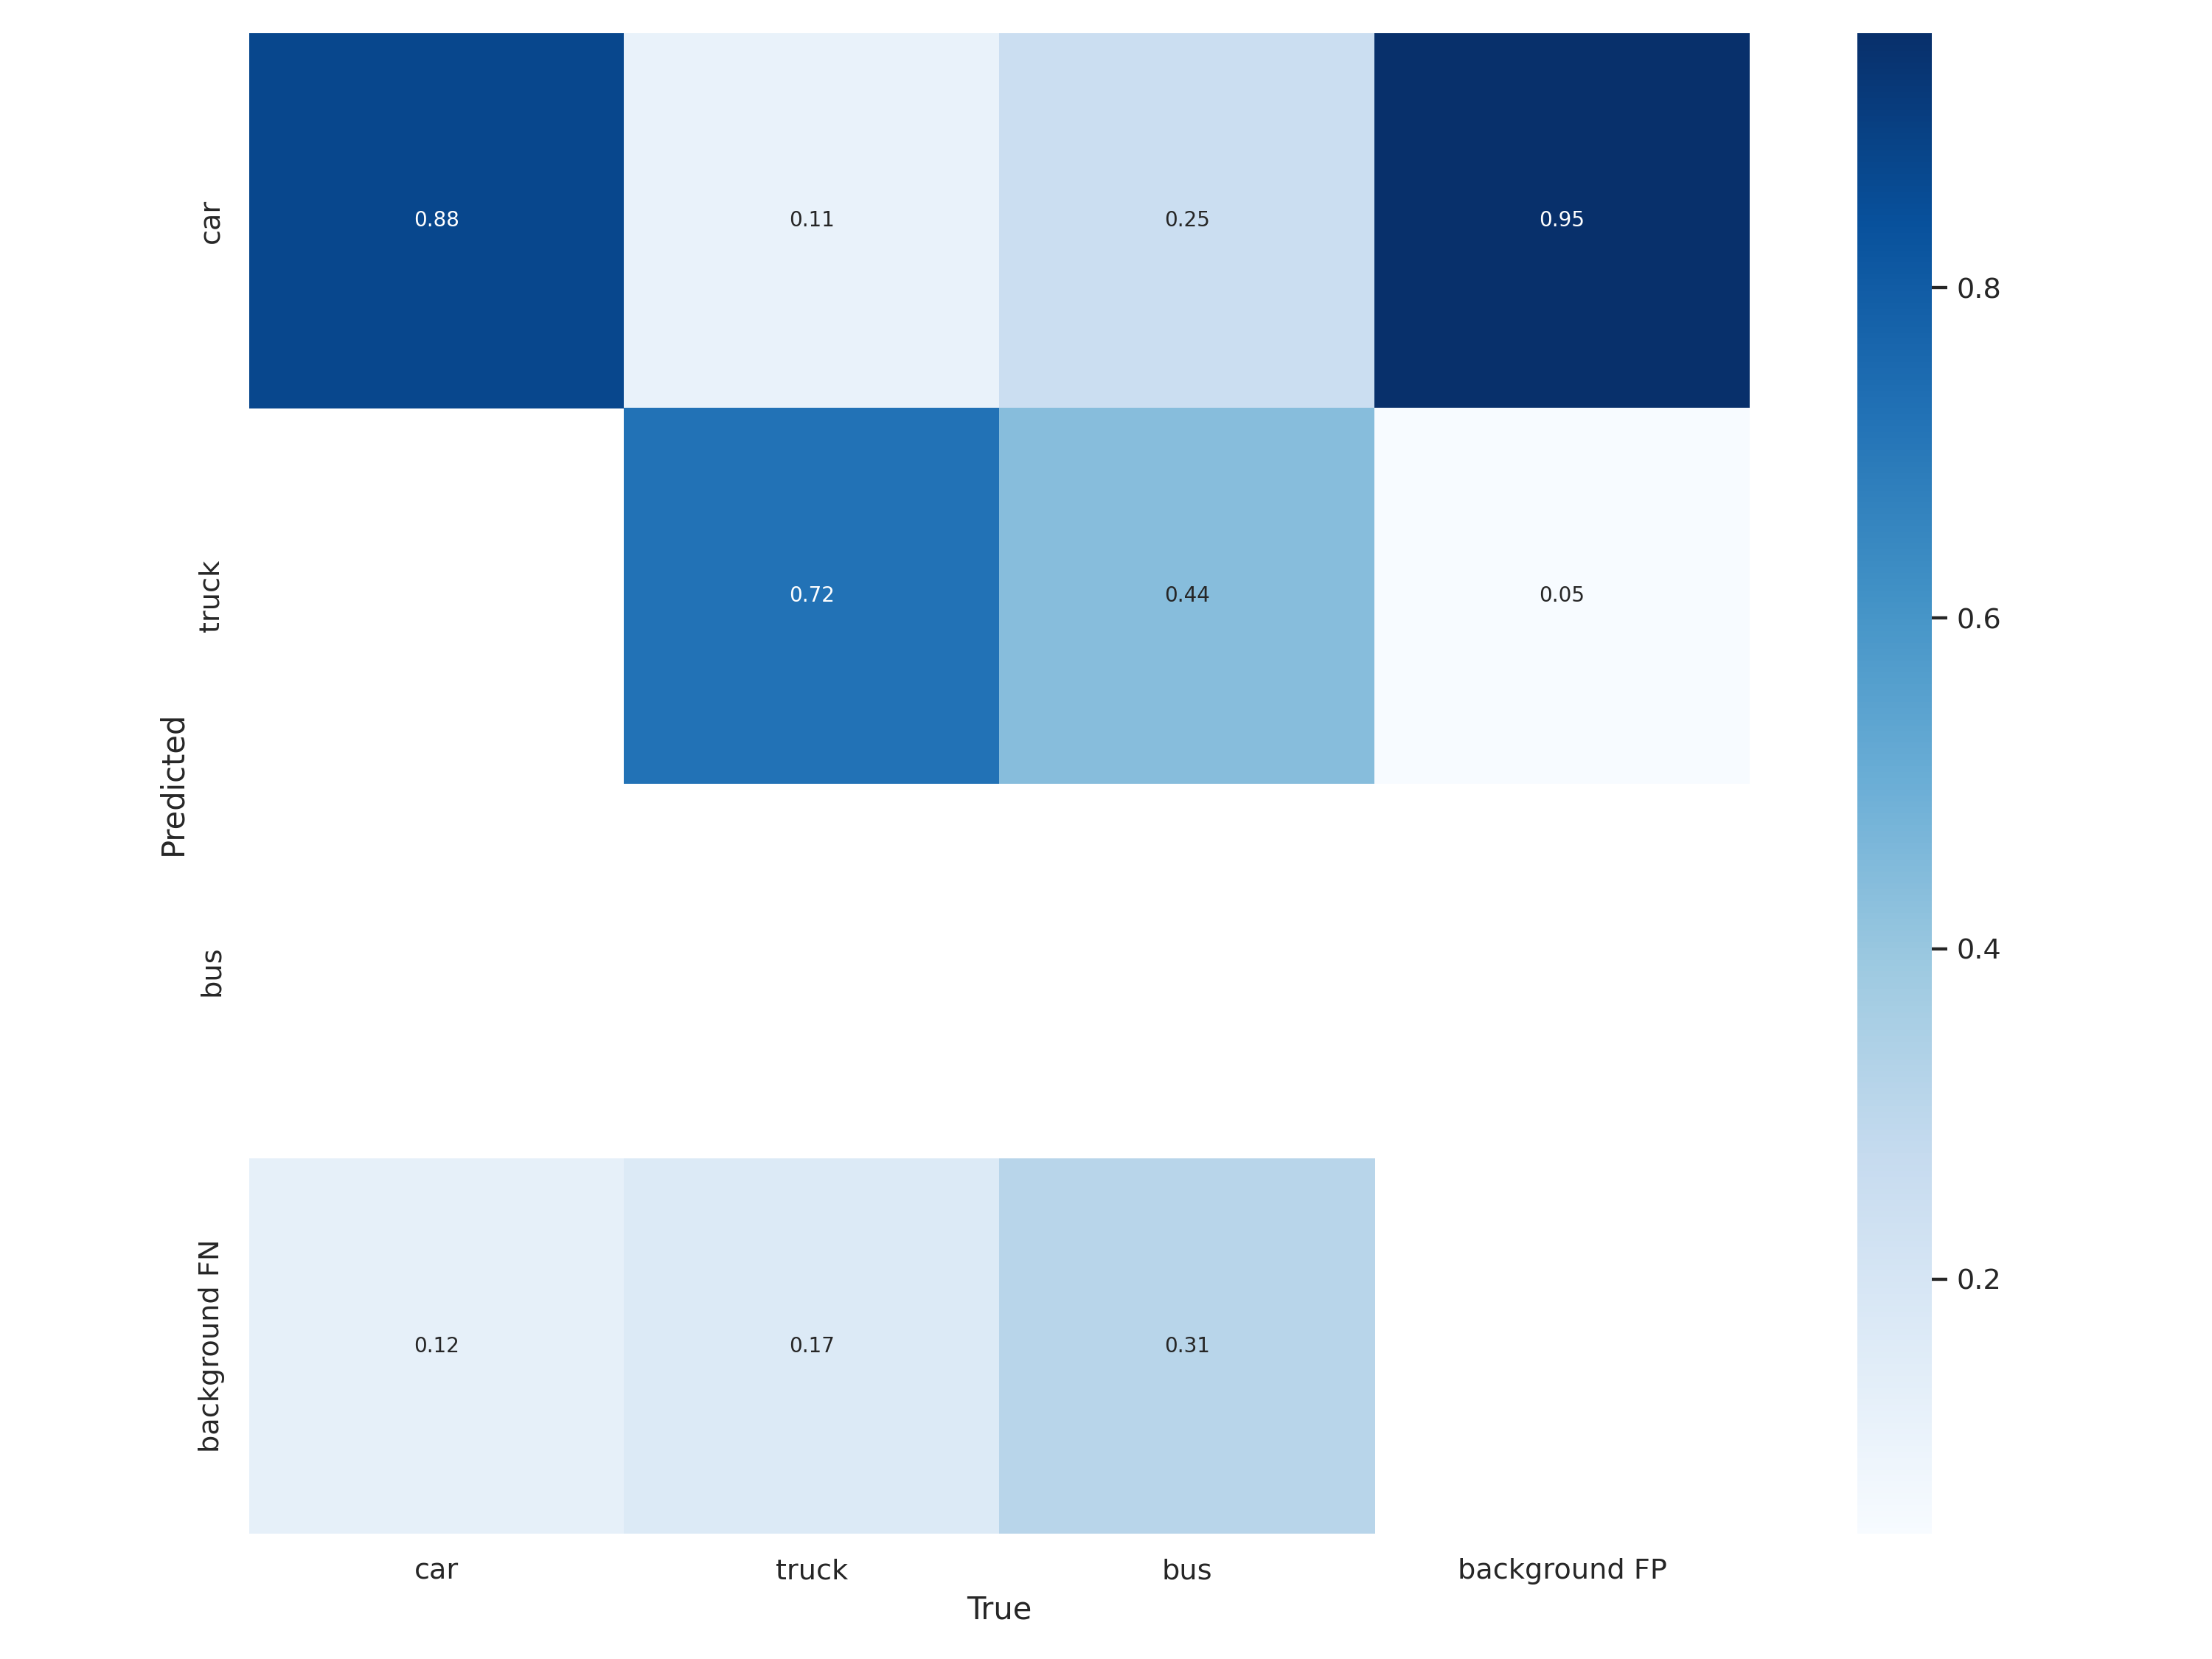 car
0.88
0.11
0.25
0.95
truck
0.72
0.44
0.05
bus
background FN
0.12
0.17
0.31
Predicted
car
truck
bus
background FP
True
0.8
0.6
0.4
0.2